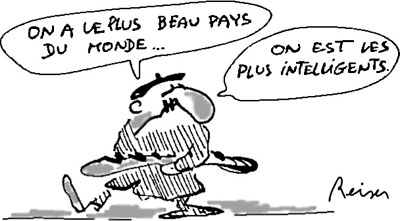 ON A LE PLUS BEAU PAYS
DU MONDE...
ON EST LES
PLUS INTELLIGENTS.
Reiser